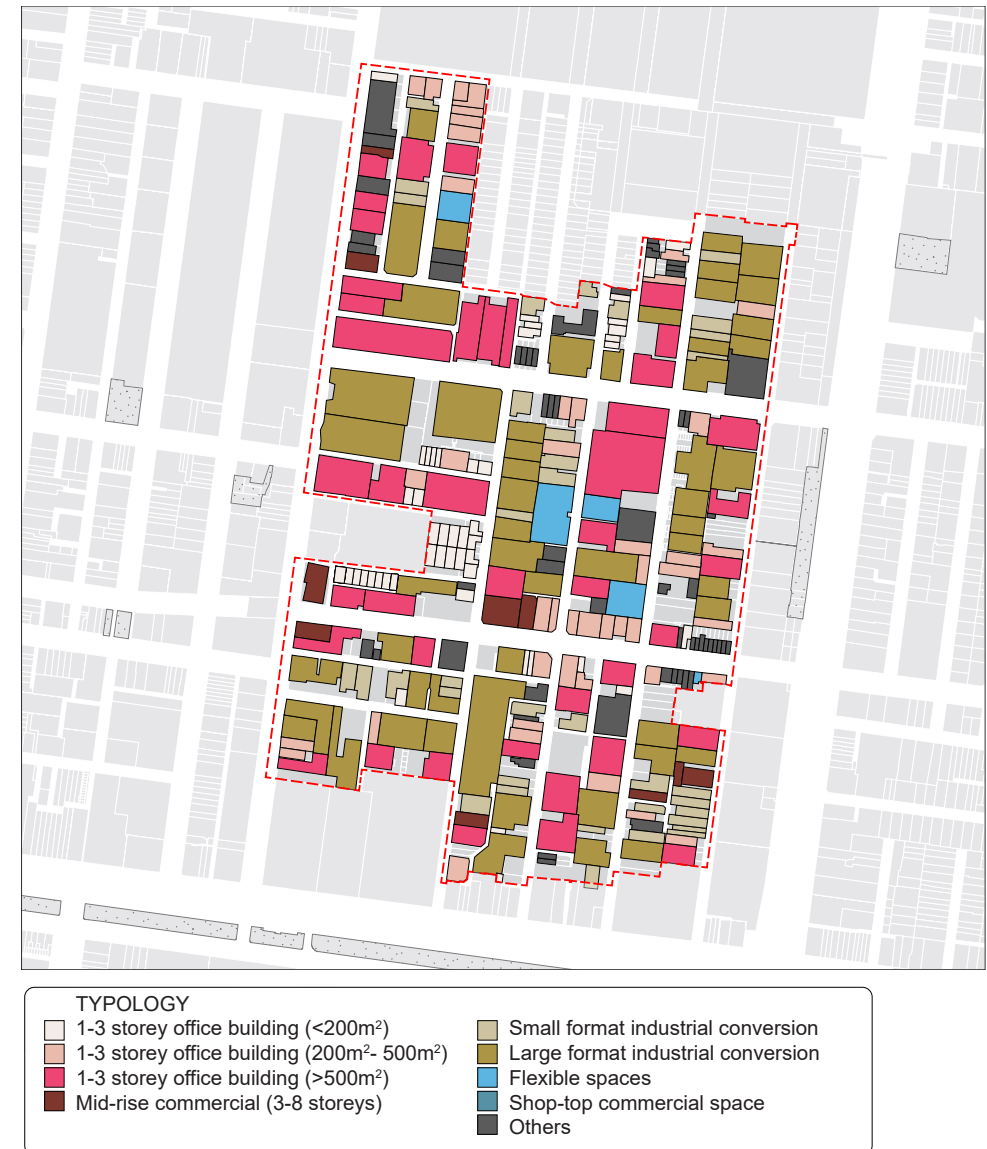 TYPOLOGY
1-3 storey office building (<200m²)
1-3 storey office building (200m²- 500m²)
1-3 storey office building (>500m²)
Mid-rise commercial (3-8 storeys)
Small format industrial conversion
Large format industrial conversion
Flexible spaces
Shop-top commercial space
Others